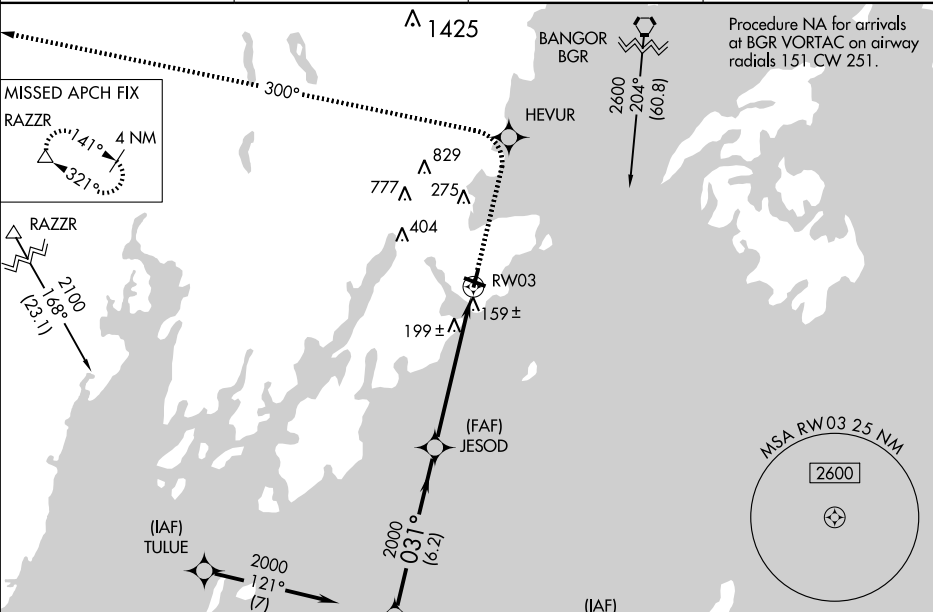 1425
BANGOR
BGR
Procedure NA for arrivals
at BGR VORTAC on airway
radials 151 CW 251.
2600
204°
(60.8)
300°
HEVUR
MISSED APCH FIX
RAZZR
141°
4 NM
321°
829
777
275
404
RAZZR
2100
168°
(23.1)
RW03
159 ±
199 ±
(FAF)
JESOD
MSA RW03 25 NM
2600
(IAF)
TULUE
2000
121°
(7)
2000
031°
(6.2)
(IAF)